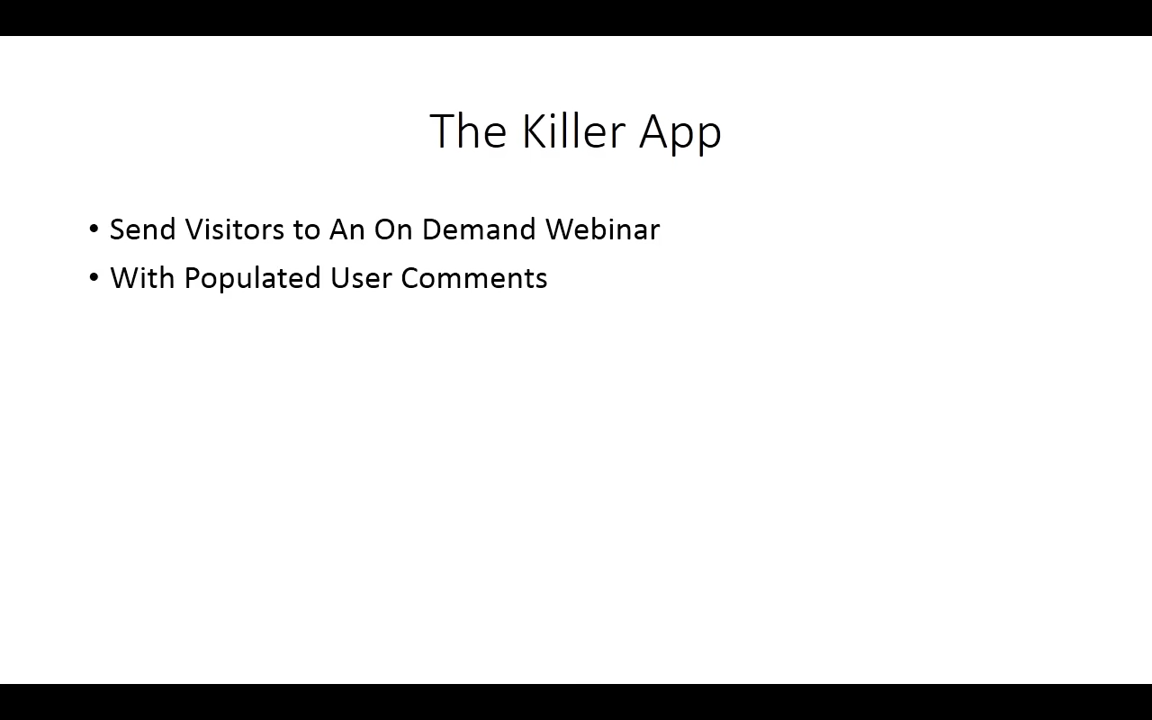 The Killer App
• Send Visitors to An On Demand Webinar
• With Populated User Comments